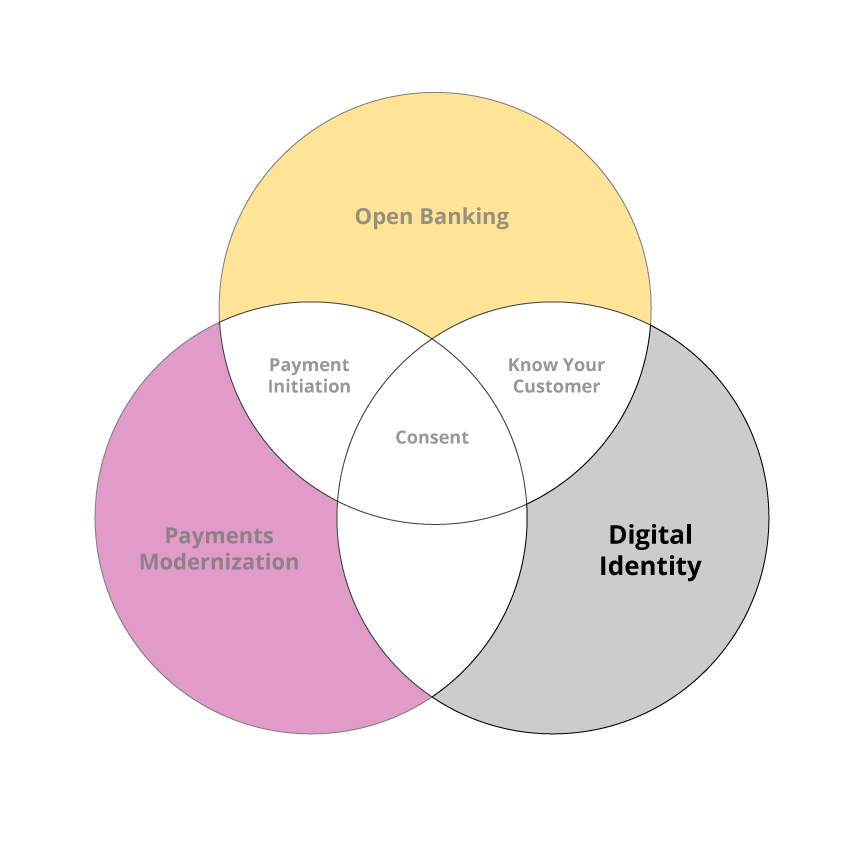 Open Banking
Payment
Initiation
Know Your
Customer
Consent
Payments
Modernization
Digital
Identity